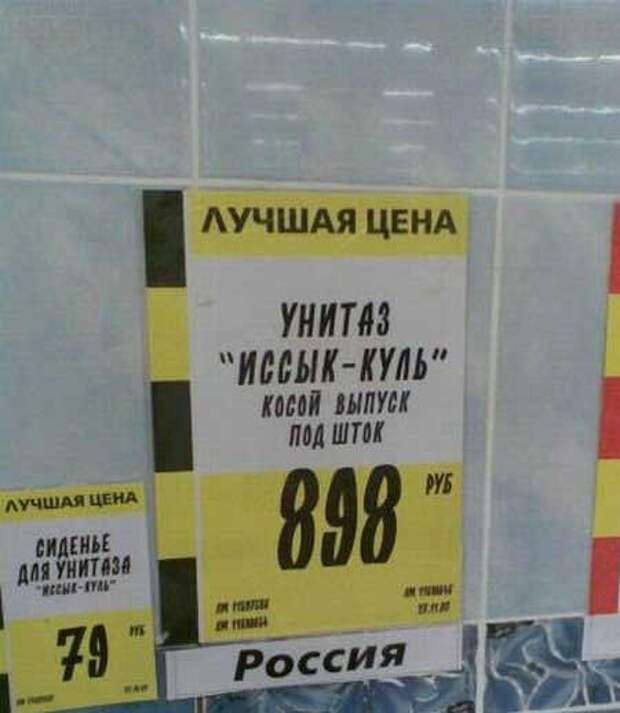 ЛУЧШАЯ ЦЕНА
УНИТАЗ
"ИССЫК-КУЛЬ"
КОСОЙ ВЫПУСК
ПОД ШТОК
898 РУБ
Россия
ЛУЧШАЯ ЦЕНА
СИДЕНЬЕ
ДЛЯ УНИТАЗА
"ИССЫК-КУЛЬ"
79 РУБ